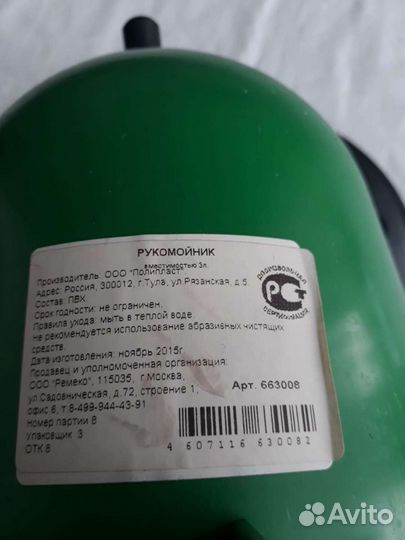 РУКОМОЙНИК
вместимостью 3л.
Производитель: ООО "Полипласт"
Адрес: Россия, 300012, г.Тула, ул.Рязанская, д.5.
Состав: ПВХ
Срок годности: не ограничен.
Правила ухода: мыть в теплой воде
не рекомендуется использование абразивных чистящих
средств.
Дата изготовления: ноябрь 2015г.
Продавец и уполномоченная организация:
ООО "Ремеко", 115035, г.Москва,
ул.Садовническая, д.72, строение 1,
офис 6, т.8-499-944-43-91
Номер партии 8
Упаковщик 3
ОТК 8
ДОБРОВОЛЬНАЯ
РСТ
СЕРТИФИКАЦИЯ
Арт. 663008
4 607116 630082
Avito